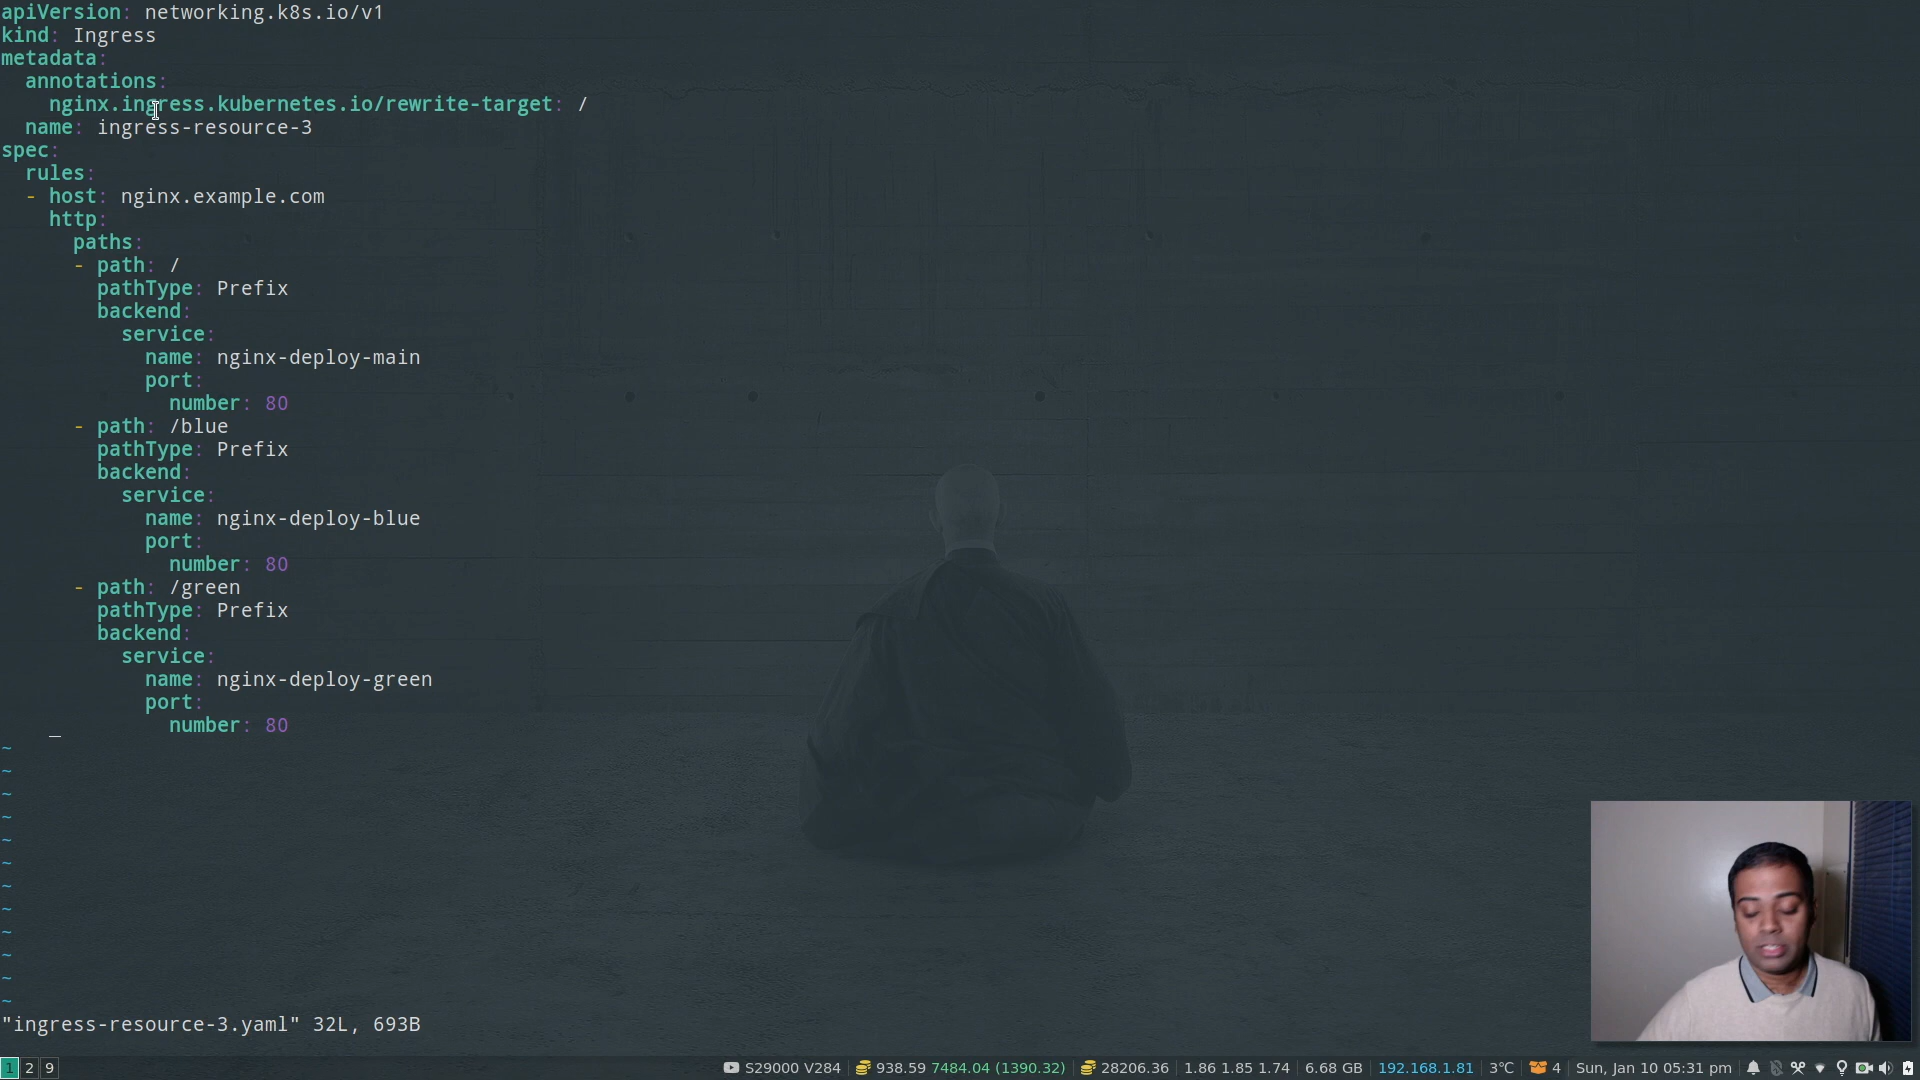 apiVersion: networking.k8s.io/v1
kind: Ingress
metadata:
  annotations:
    nginx.ingress.kubernetes.io/rewrite-target: /
  name: ingress-resource-3
spec:
  rules:
  - host: nginx.example.com
    http:
      paths:
      - path: /
        pathType: Prefix
        backend:
          service:
            name: nginx-deploy-main
            port:
              number: 80
      - path: /blue
        pathType: Prefix
        backend:
          service:
            name: nginx-deploy-blue
            port:
              number: 80
      - path: /green
        pathType: Prefix
        backend:
          service:
            name: nginx-deploy-green
            port:
              number: 80
~
~
~
~
~
~
~
~
~
~
~
~
"ingress-resource-3.yaml" 32L, 693B
1 2 9 S29000 V284 938.59 7484.04 (1390.32) 28206.36 1.86 1.85 1.74 6.68 GB 192.168.1.81 3°C 4 Sun, Jan 10 05:31 pm